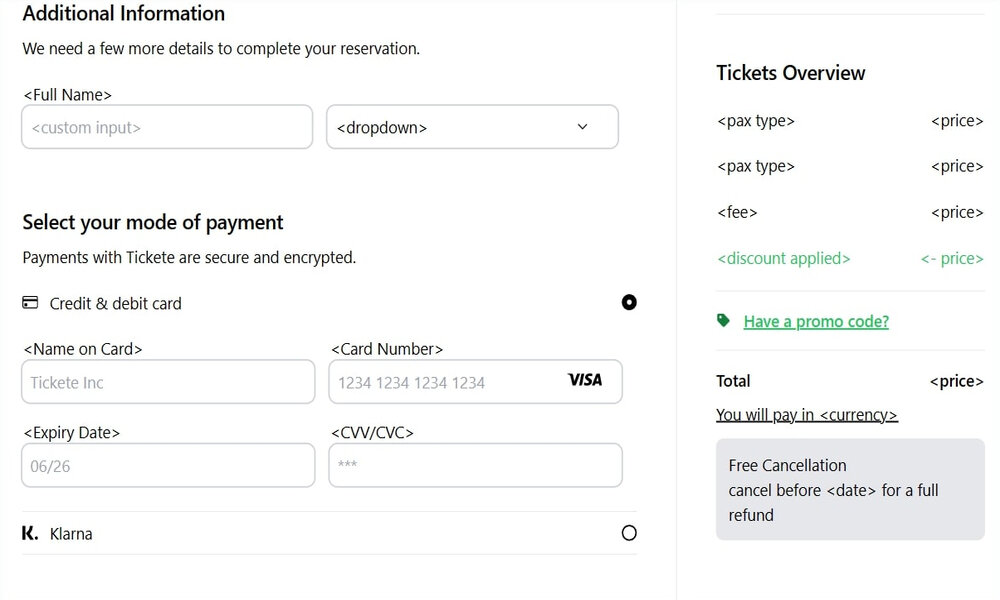 Additional Information
We need a few more details to complete your reservation.
<Full Name>
<custom input>
<dropdown>
Select your mode of payment
Payments with Tickete are secure and encrypted.
Credit & debit card
<Name on Card>
<Card Number>
Tickete Inc
1234 1234 1234 1234
VISA
<Expiry Date>
<CVV/CVC>
06/26
***
K. Klarna
Tickets Overview
<pax type> <price>
<pax type> <price>
<fee> <price>
<discount applied> <- price>
Have a promo code?
Total <price>
You will pay in <currency>
Free Cancellation
cancel before <date> for a full
refund